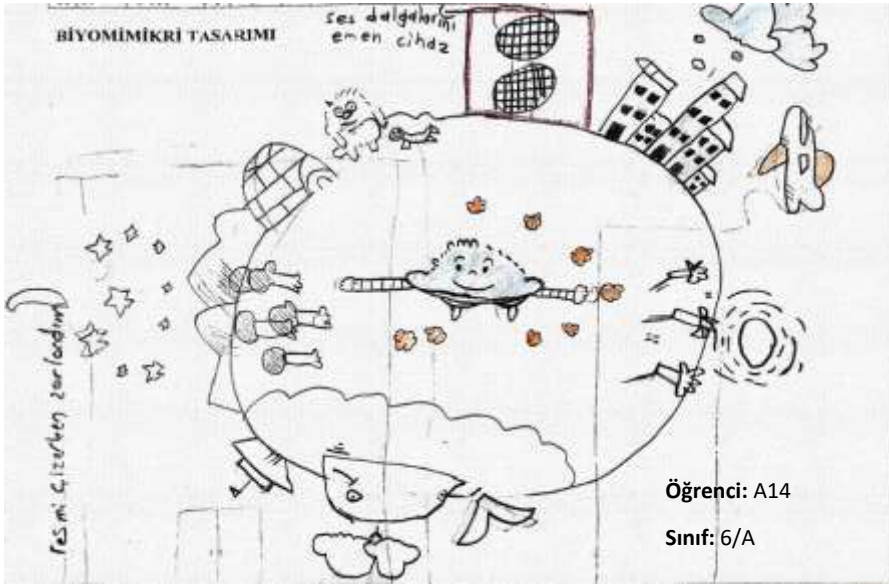 BİYOMİMİKRİ TASARIMI
ses dalgalarını
emen cihaz
resmi çizerken zorlandım
Öğrenci: A14
Sınıf: 6/A